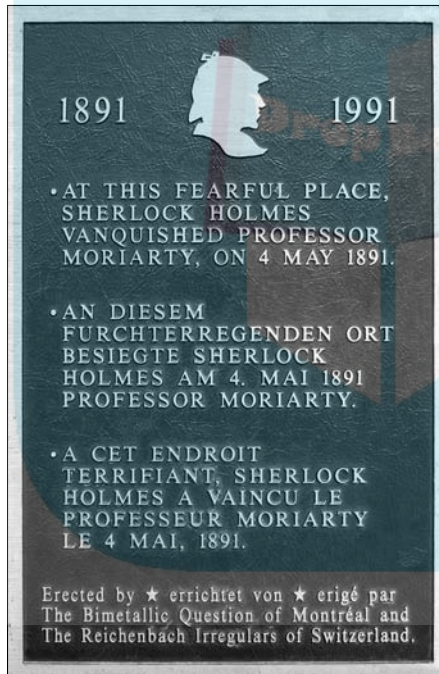 1891 1991
• AT THIS FEARFUL PLACE,
SHERLOCK HOLMES
VANQUISHED PROFESSOR
MORIARTY, ON 4 MAY 1891.
• AN DIESEM
FURCHTERREGENDEN ORT
BESIEGTE SHERLOCK
HOLMES AM 4. MAI 1891
PROFESSOR MORIARTY.
• A CET ENDROIT
TERRIFIANT, SHERLOCK
HOLMES A VAINCU LE
PROFESSEUR MORIARTY
LE 4 MAI, 1891.
Erected by ★ errichtet von ★ erigé par
The Bimetallic Question of Montréal and
The Reichenbach Irregulars of Switzerland.